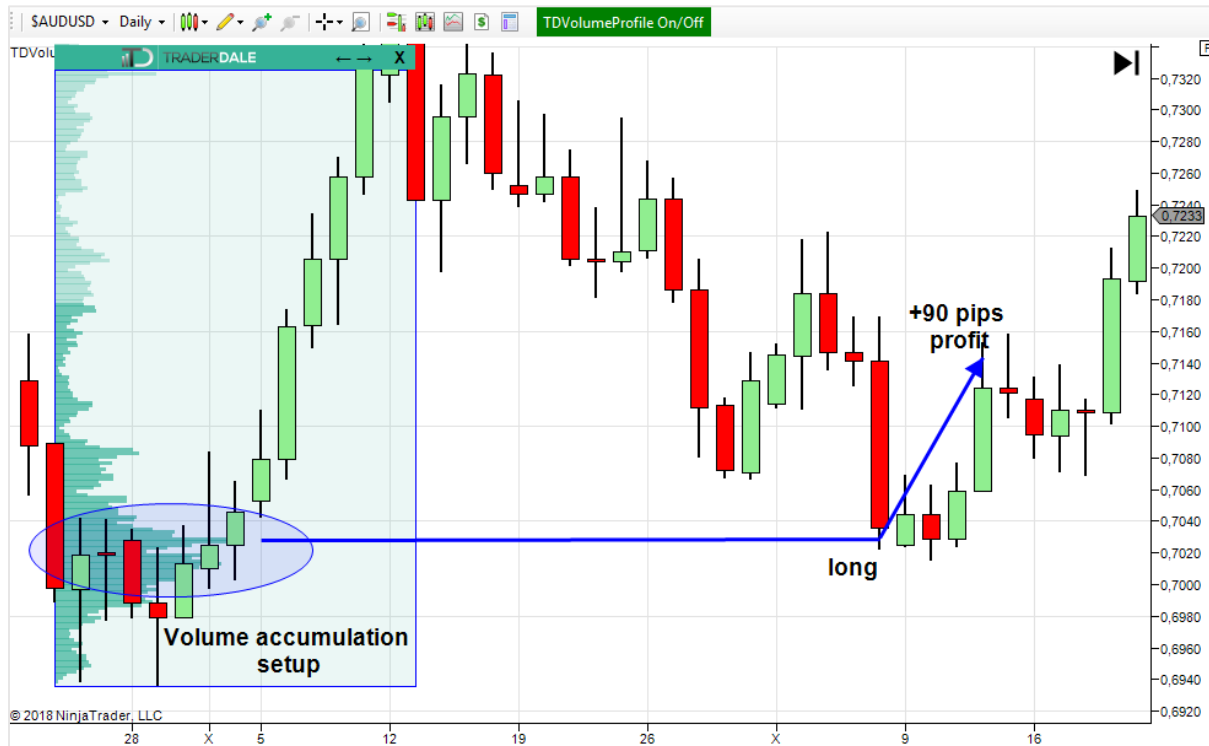 $AUDUSD Daily TDVolumeProfile On/Off
TDVolu
TRADERDALE ←→ X
F
0,7320
0,7300
0,7280
0,7260
0,7240
0,7233
0,7220
0,7200
0,7180
+90 pips
profit
0,7160
0,7140
0,7120
0,7100
0,7080
0,7060
0,7040
0,7020
long
0,7000
0,6980
Volume accumulation
setup
0,6960
0,6940
0,6920
© 2018 NinjaTrader, LLC
28 X 5 12 19 26 X 9 16